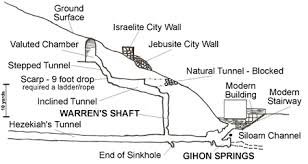 Ground
Surface
Israelite City Wall
Valuted Chamber
Jebusite City Wall
Stepped Tunnel
Scarp - 9 foot drop
required a ladder/rope
Natural Tunnel - Blocked
Modern
Building
Modern
Stairway
Inclined Tunnel
10 yards
WARREN'S SHAFT
Hezekiah's Tunnel
Siloam Channel
End of Sinkhole
GIHON SPRINGS